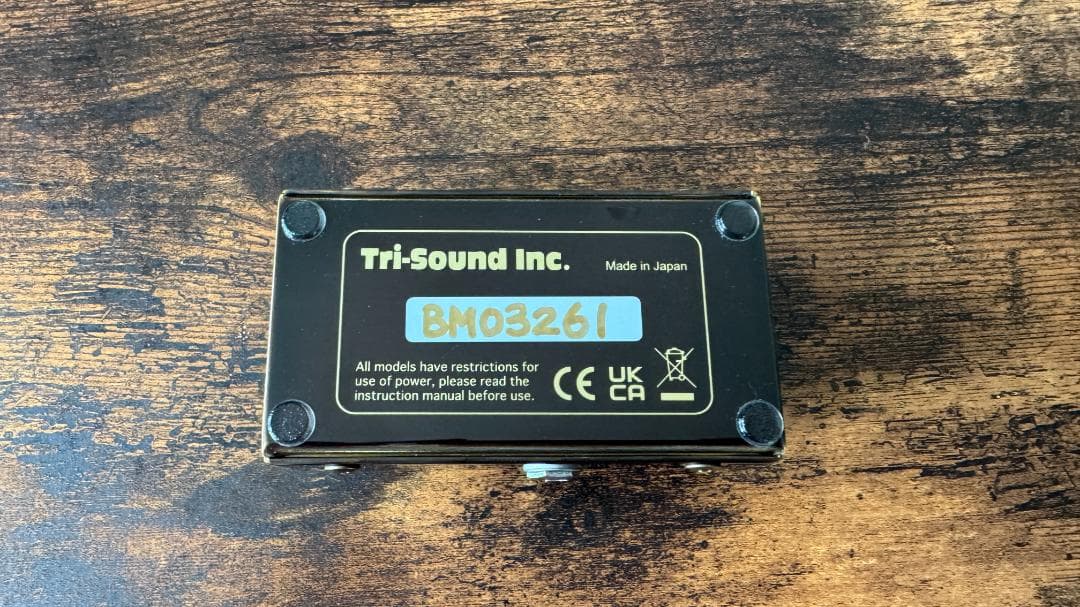 Tri-Sound Inc.
Made in Japan
BM03261
All models have restrictions for
use of power, please read the
instruction manual before use.
CE
UK
CA